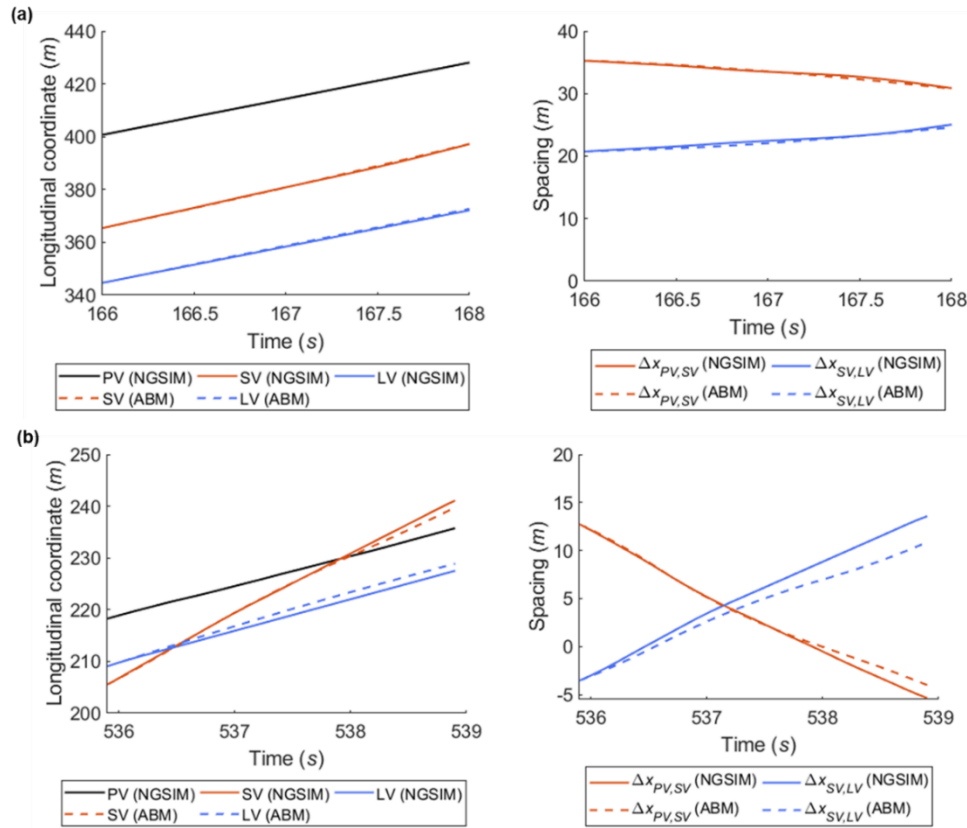 (a)
440
420
400
380
360
340
Longitudinal coordinate (m)
166 166.5 167 167.5 168
Time (s)
PV (NGSIM) SV (NGSIM) LV (NGSIM)
SV (ABM) LV (ABM)
40
30
20
10
0
Spacing (m)
166 166.5 167 167.5 168
Time (s)
Δx_PV,SV (NGSIM) Δx_SV,LV (NGSIM)
Δx_PV,SV (ABM) Δx_SV,LV (ABM)
(b)
250
240
230
220
210
200
Longitudinal coordinate (m)
536 537 538 539
Time (s)
PV (NGSIM) SV (NGSIM) LV (NGSIM)
SV (ABM) LV (ABM)
20
15
10
5
0
-5
Spacing (m)
536 537 538 539
Time (s)
Δx_PV,SV (NGSIM) Δx_SV,LV (NGSIM)
Δx_PV,SV (ABM) Δx_SV,LV (ABM)